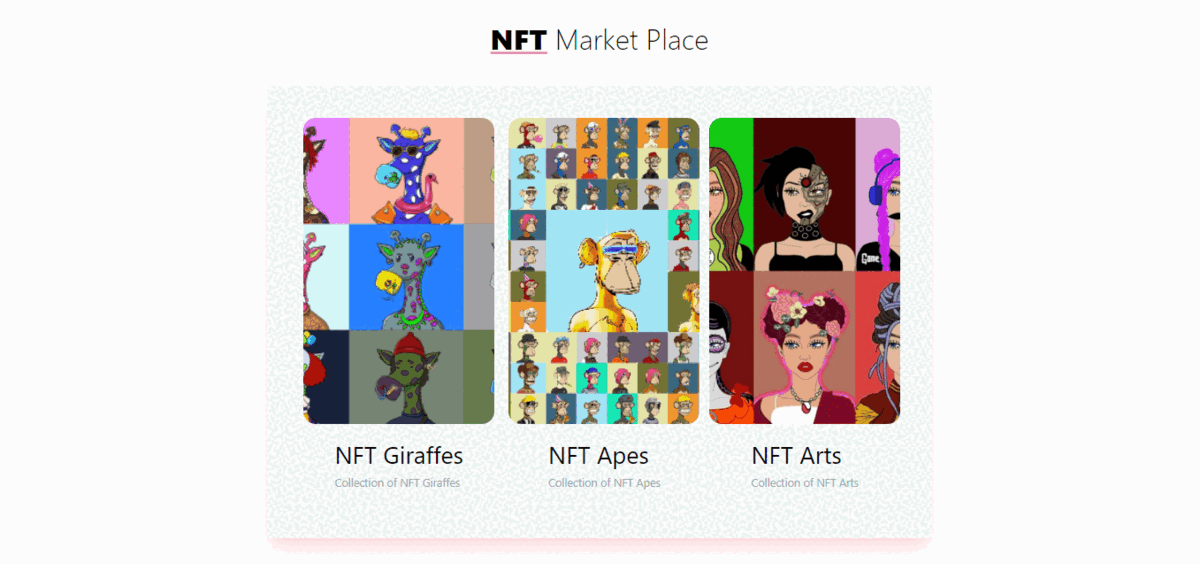 NFT Market Place
Game
NFT Giraffes
NFT Apes
NFT Arts
Collection of NFT Giraffes
Collection of NFT Apes
Collection of NFT Arts